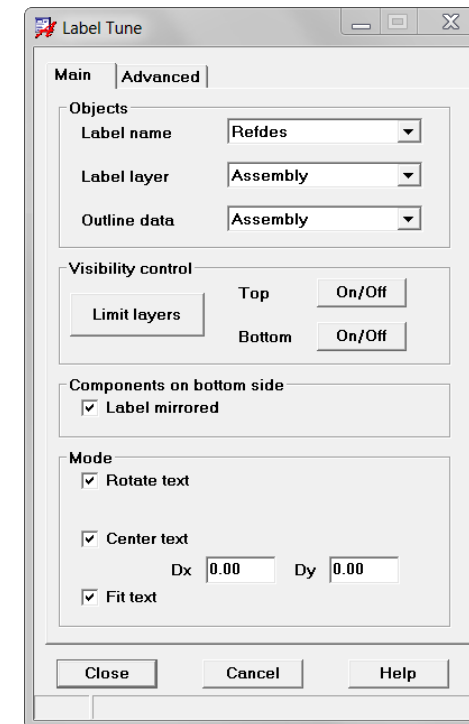 Label Tune
Main Advanced
Objects
Label name Refdes
Label layer Assembly
Outline data Assembly
Visibility control
Limit layers
Top On/Off
Bottom On/Off
Components on bottom side
Label mirrored
Mode
Rotate text
Center text
Dx 0.00 Dy 0.00
Fit text
Close Cancel Help